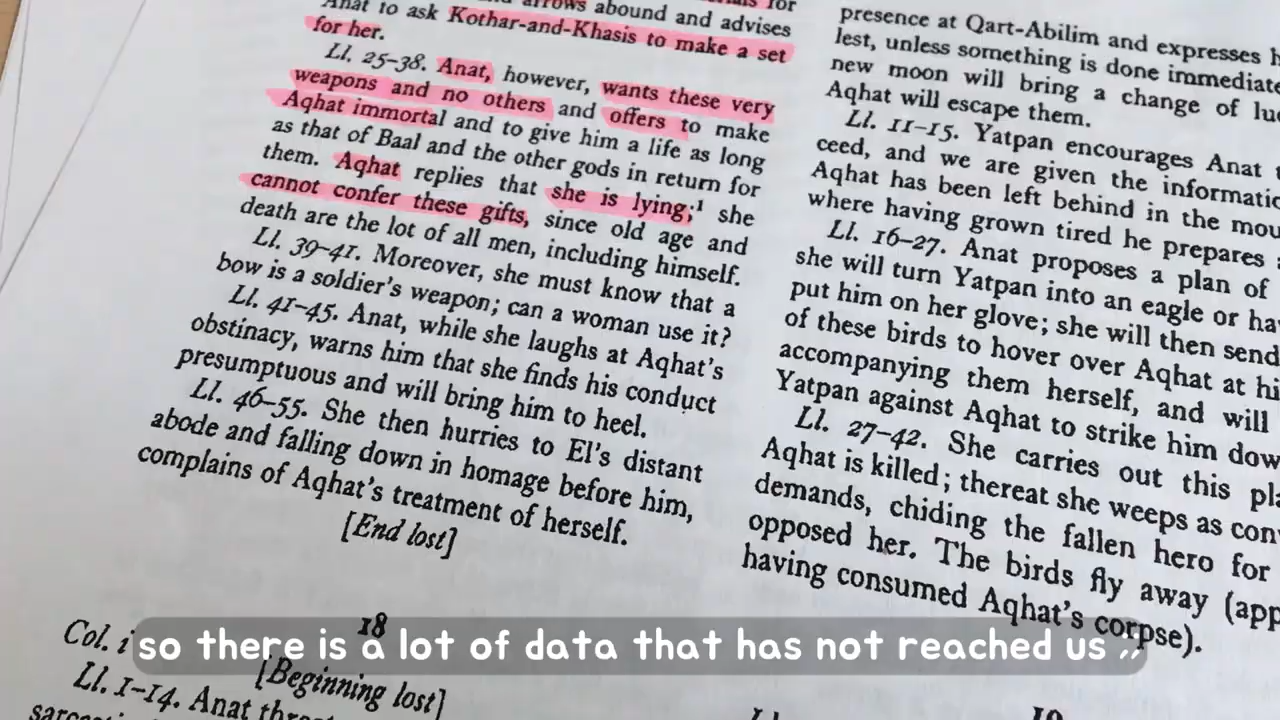 arrows abound and advises
Anat to ask Kothar-and-Khasis to make a set
for her.
Ll. 25-38. Anat, however, wants these very
weapons and no others and offers to make
Aqhat immortal and to give him a life as long
as that of Baal and the other gods in return for
them. Aqhat replies that she is lying;¹ she
cannot confer these gifts, since old age and
death are the lot of all men, including himself.
Ll. 39-41. Moreover, she must know that a
bow is a soldier's weapon; can a woman use it?
Ll. 41-45. Anat, while she laughs at Aqhat's
obstinacy, warns him that she finds his conduct
presumptuous and will bring him to heel.
Ll. 46-55. She then hurries to El's distant
abode and falling down in homage before him,
complains of Aqhat's treatment of herself.
[End lost]
18
Col. i
[Beginning lost]
Ll. 1-14. Anat
presence at Qart-Abilim and expresses
lest, unless something is done
new moon will bring a change of
Aqhat will escape them.
Ll. 11-15. Yatpan encourages Anat
ceed, and we are given the
Aqhat has been left behind in the
where having grown tired he prepares
Ll. 16-27. Anat proposes a plan of
she will turn Yatpan into an eagle or
put him on her glove; she will then send
of these birds to hover over Aqhat at
accompanying them herself, and will
Yatpan against Aqhat to strike him
Ll. 27-42. She carries out this
Aqhat is killed; thereat she weeps as
demands, chiding the fallen hero for
opposed her. The birds fly away
having consumed Aqhat's corpse).
so there is a lot of data that has not reached us ,,